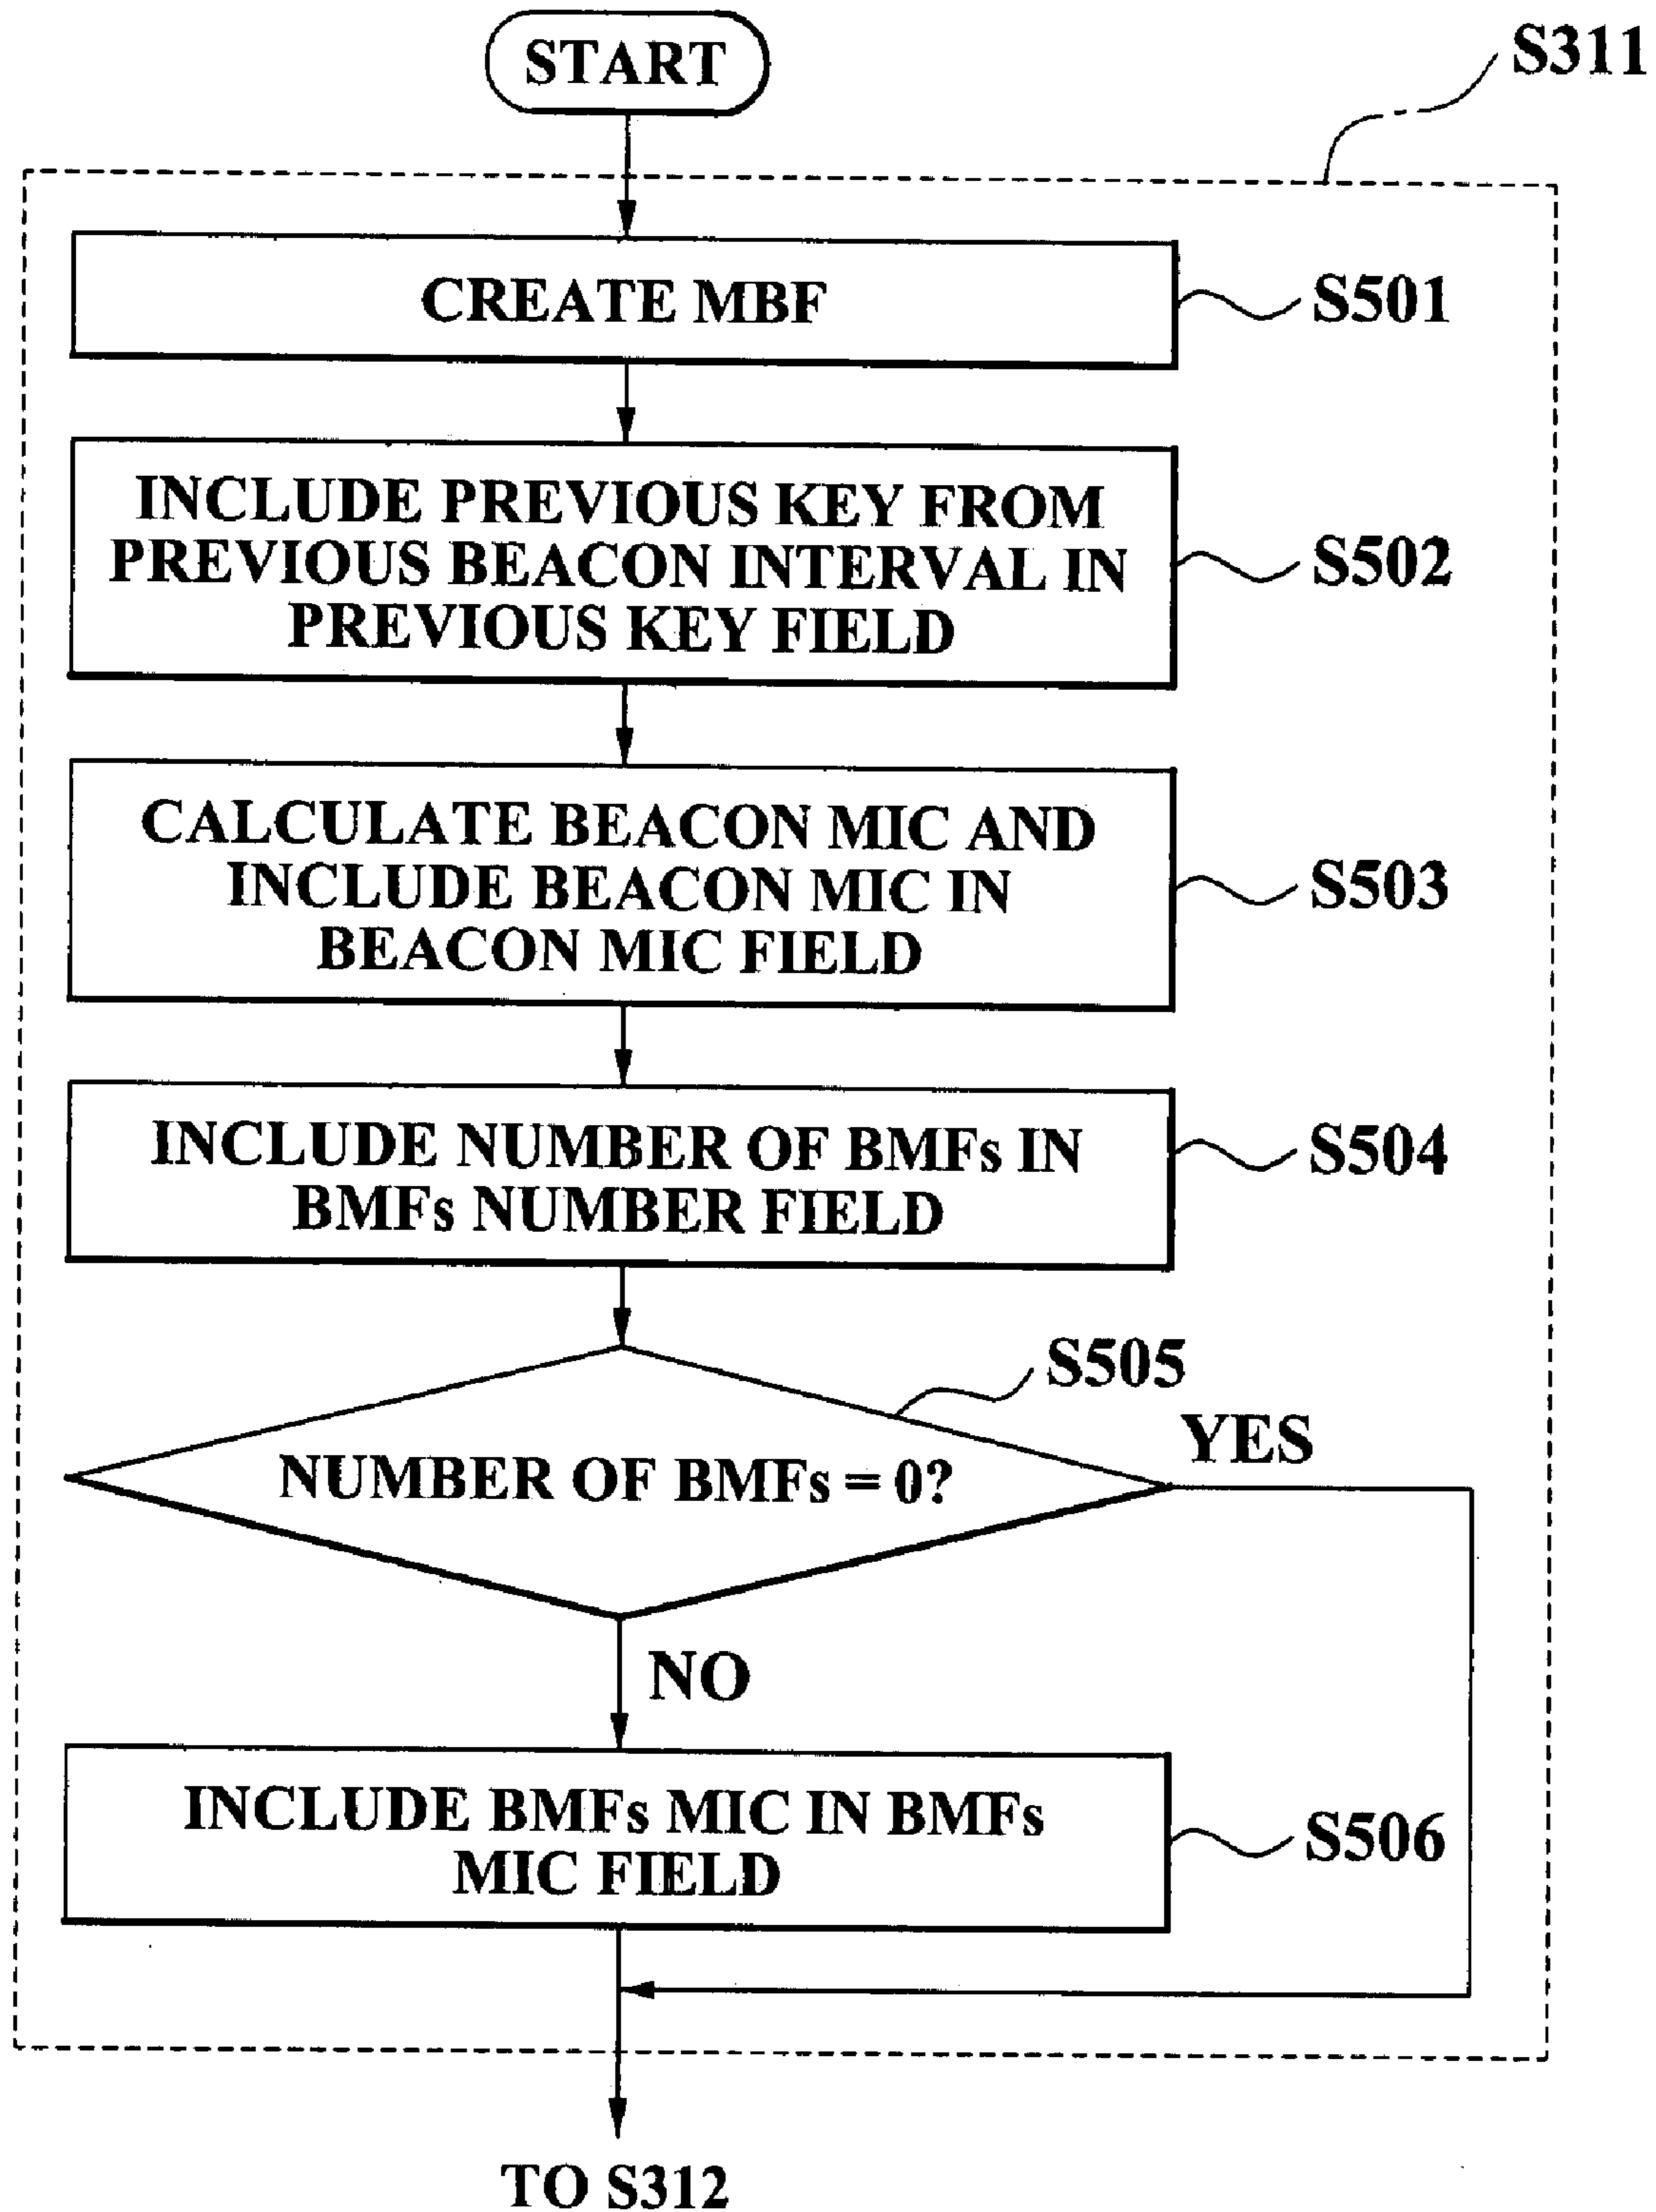 START
S311
CREATE MBF
S501
INCLUDE PREVIOUS KEY FROM
PREVIOUS BEACON INTERVAL IN
PREVIOUS KEY FIELD
S502
CALCULATE BEACON MIC AND
INCLUDE BEACON MIC IN
BEACON MIC FIELD
S503
INCLUDE NUMBER OF BMFs IN
BMFs NUMBER FIELD
S504
S505
NUMBER OF BMFs = 0?
YES
NO
INCLUDE BMFs MIC IN BMFs
MIC FIELD
S506
TO S312